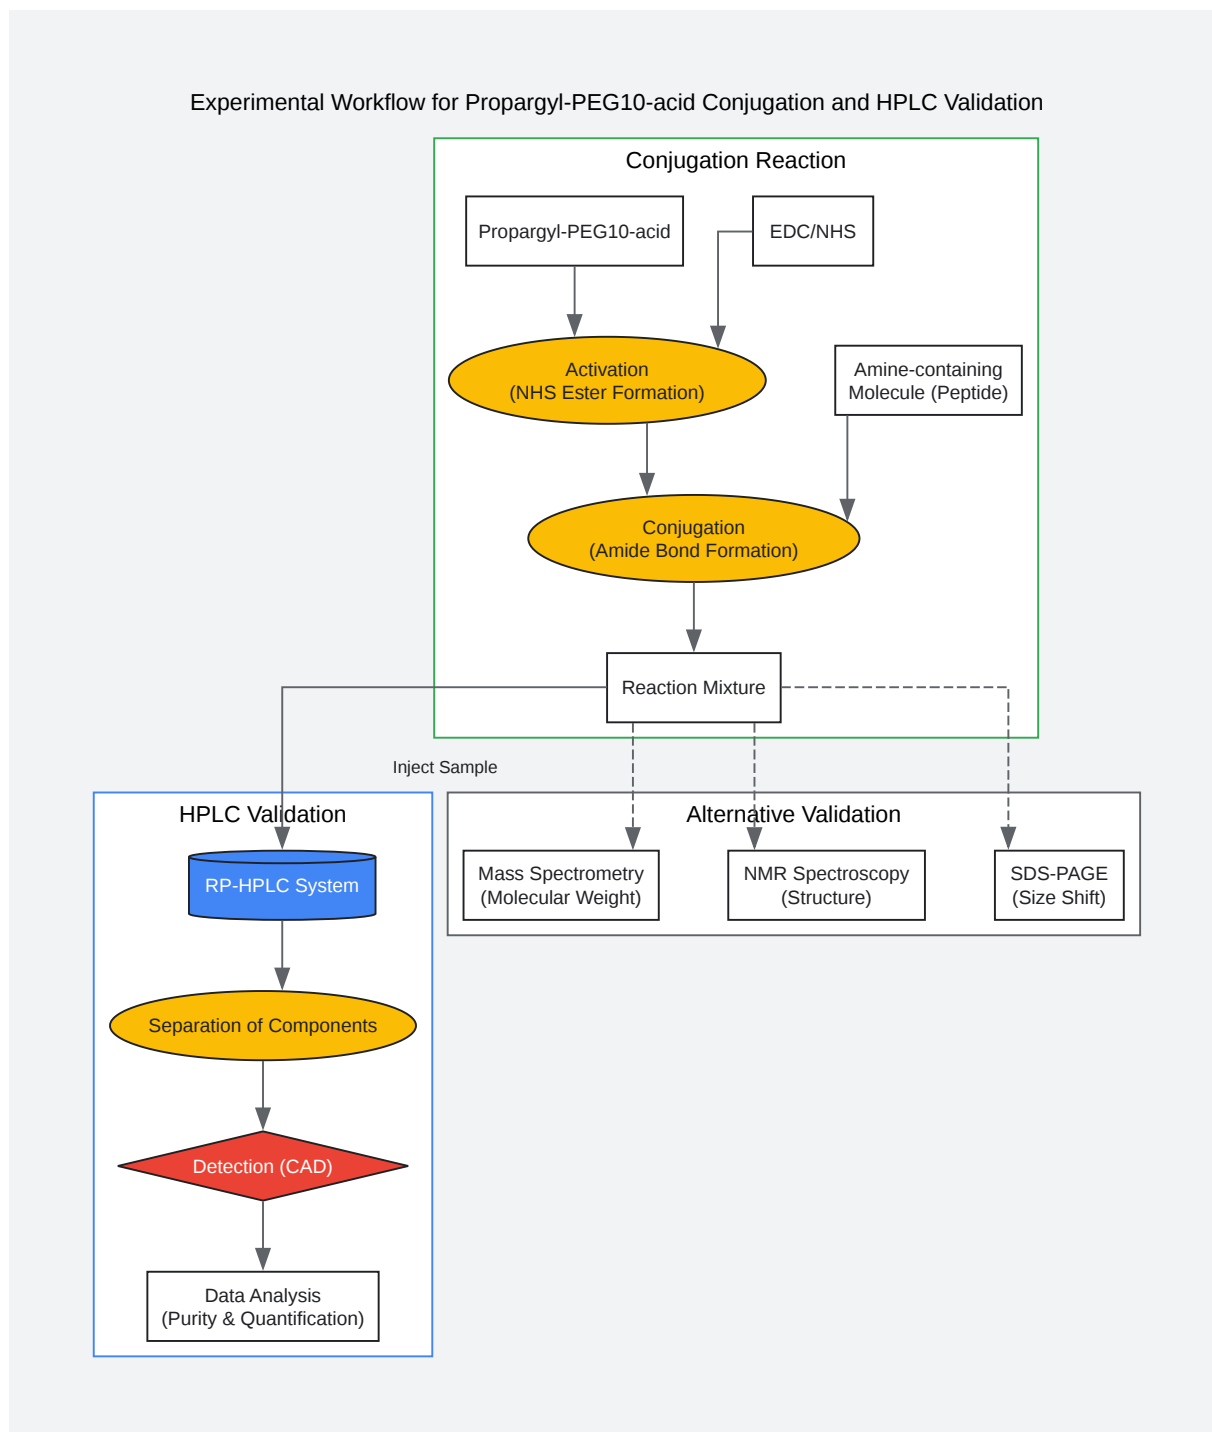 Experimental Workflow for Propargyl-PEG10-acid Conjugation and HPLC Validation
Conjugation Reaction
Propargyl-PEG10-acid
EDC/NHS
Activation
(NHS Ester Formation)
Amine-containing
Molecule (Peptide)
Conjugation
(Amide Bond Formation)
Reaction Mixture
Inject Sample
HPLC Validation
RP-HPLC System
Separation of Components
Detection (CAD)
Data Analysis
(Purity & Quantification)
Alternative Validation
Mass Spectrometry
(Molecular Weight)
NMR Spectroscopy
(Structure)
SDS-PAGE
(Size Shift)